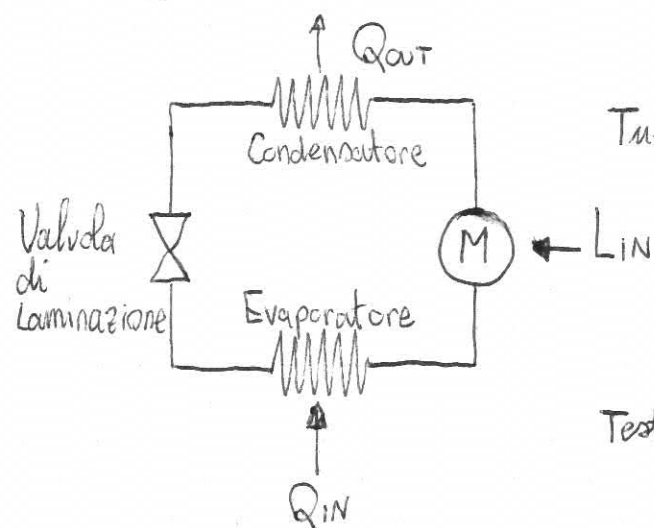 QOUT
Condensatore
Valvola
di
Laminazione
M
LIN
Evaporatore
QIN